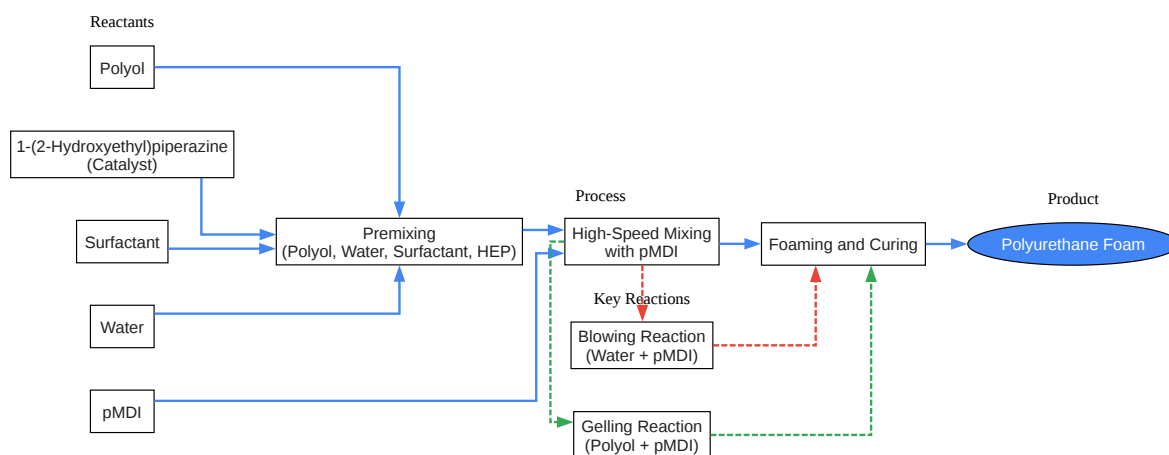 Reactants
Polyol
1-(2-Hydroxyethyl)piperazine
(Catalyst)
Surfactant
Water
pMDI
Premixing
(Polyol, Water, Surfactant, HEP)
Process
High-Speed Mixing
with pMDI
Key Reactions
Blowing Reaction
(Water + pMDI)
Gelling Reaction
(Polyol + pMDI)
Foaming and Curing
Product
Polyurethane Foam